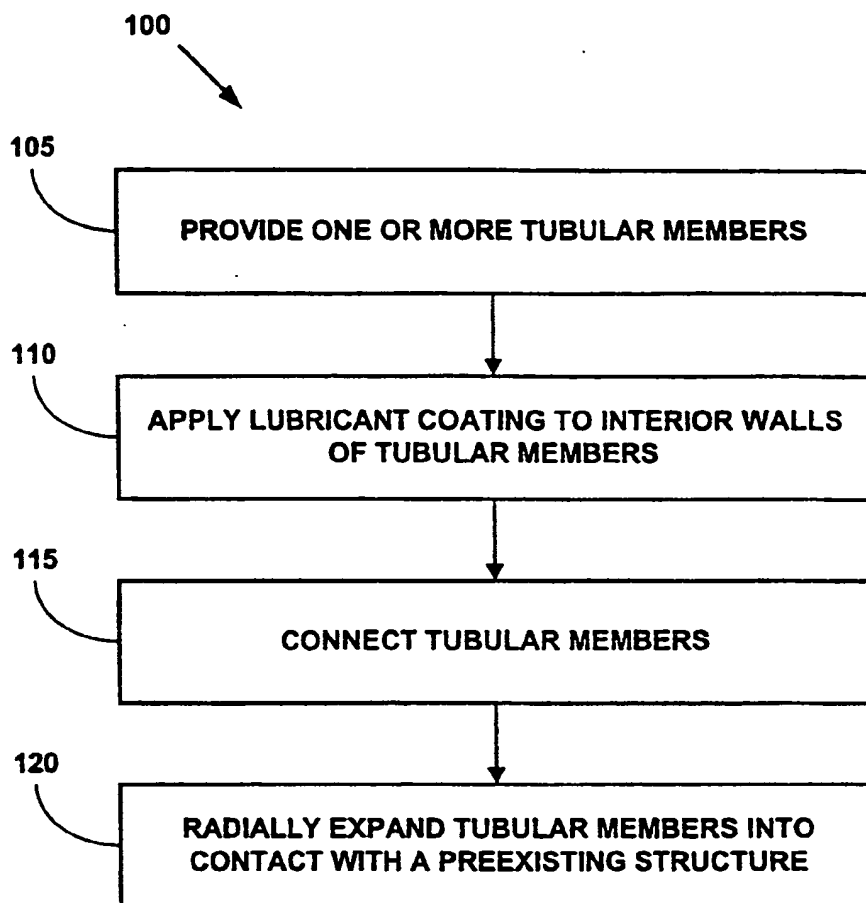 100
105
PROVIDE ONE OR MORE TUBULAR MEMBERS
110
APPLY LUBRICANT COATING TO INTERIOR WALLS
OF TUBULAR MEMBERS
115
CONNECT TUBULAR MEMBERS
120
RADIALLY EXPAND TUBULAR MEMBERS INTO
CONTACT WITH A PREEXISTING STRUCTURE